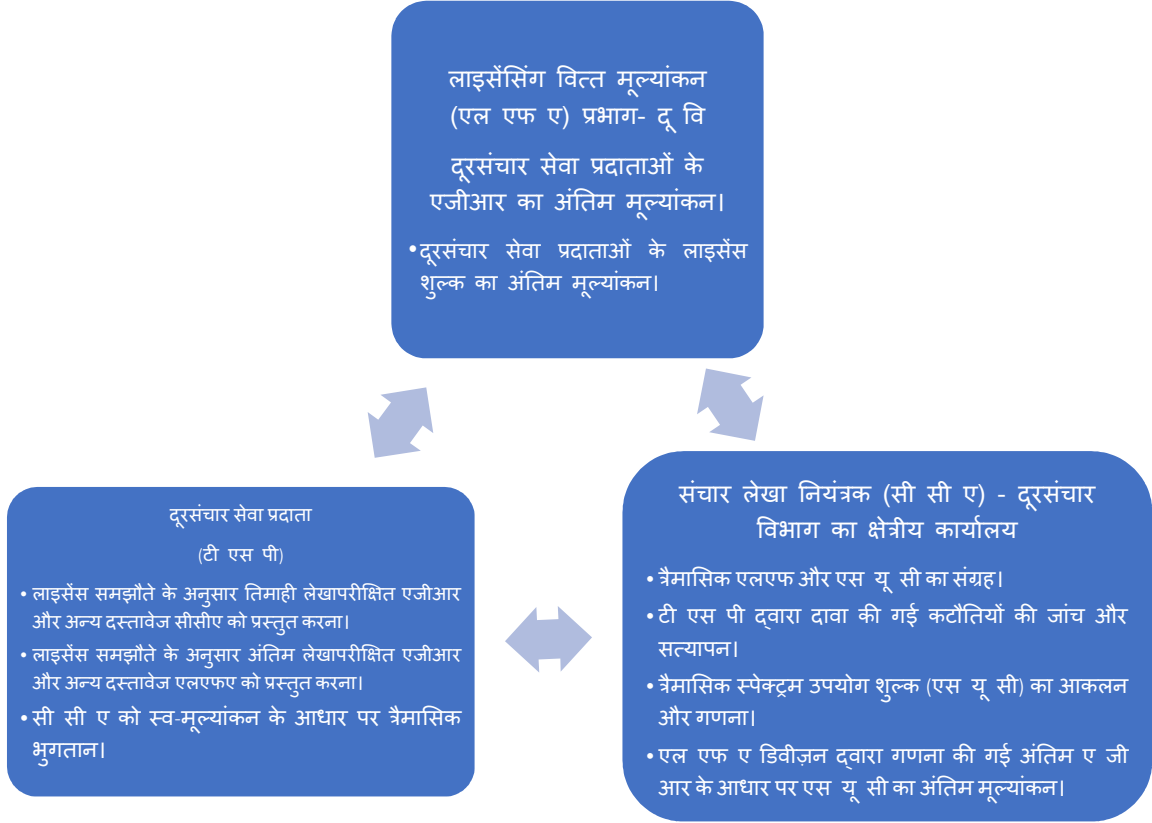 लाइसेंसिंग वित्त मूल्यांकन
(एल एफ ए) प्रभाग- दू वि
दूरसंचार सेवा प्रदाताओं के
एजीआर का अंतिम मूल्यांकन।
•दूरसंचार सेवा प्रदाताओं के लाइसेंस
शुल्क का अंतिम मूल्यांकन।
दूरसंचार सेवा प्रदाता
(टी एस पी)
• लाइसेंस समझौते के अनुसार तिमाही लेखापरीक्षित एजीआर
और अन्य दस्तावेज सीसीए को प्रस्तुत करना।
• लाइसेंस समझौते के अनुसार अंतिम लेखापरीक्षित एजीआर
और अन्य दस्तावेज एलएफए को प्रस्तुत करना।
• सी सी ए को स्व-मूल्यांकन के आधार पर त्रैमासिक
भुगतान।
संचार लेखा नियंत्रक (सी सी ए) - दूरसंचार
विभाग का क्षेत्रीय कार्यालय
• त्रैमासिक एलएफ और एस यू सी का संग्रह।
• टी एस पी द्वारा दावा की गई कटौतियों की जांच और
सत्यापन।
• त्रैमासिक स्पेक्ट्रम उपयोग शुल्क (एस यू सी) का आकलन
और गणना।
• एल एफ ए डिवीज़न द्वारा गणना की गई अंतिम ए जी
आर के आधार पर एस यू सी का अंतिम मूल्यांकन।